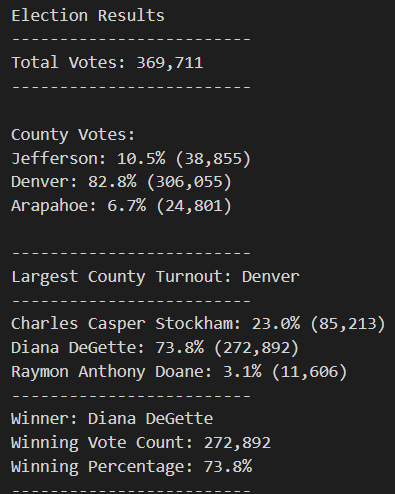 Election Results
-------------------------
Total Votes: 369,711
-------------------------
County Votes:
Jefferson: 10.5% (38,855)
Denver: 82.8% (306,055)
Arapahoe: 6.7% (24,801)
-------------------------
Largest County Turnout: Denver
-------------------------
Charles Casper Stockham: 23.0% (85,213)
Diana DeGette: 73.8% (272,892)
Raymon Anthony Doane: 3.1% (11,606)
-------------------------
Winner: Diana DeGette
Winning Vote Count: 272,892
Winning Percentage: 73.8%
-------------------------